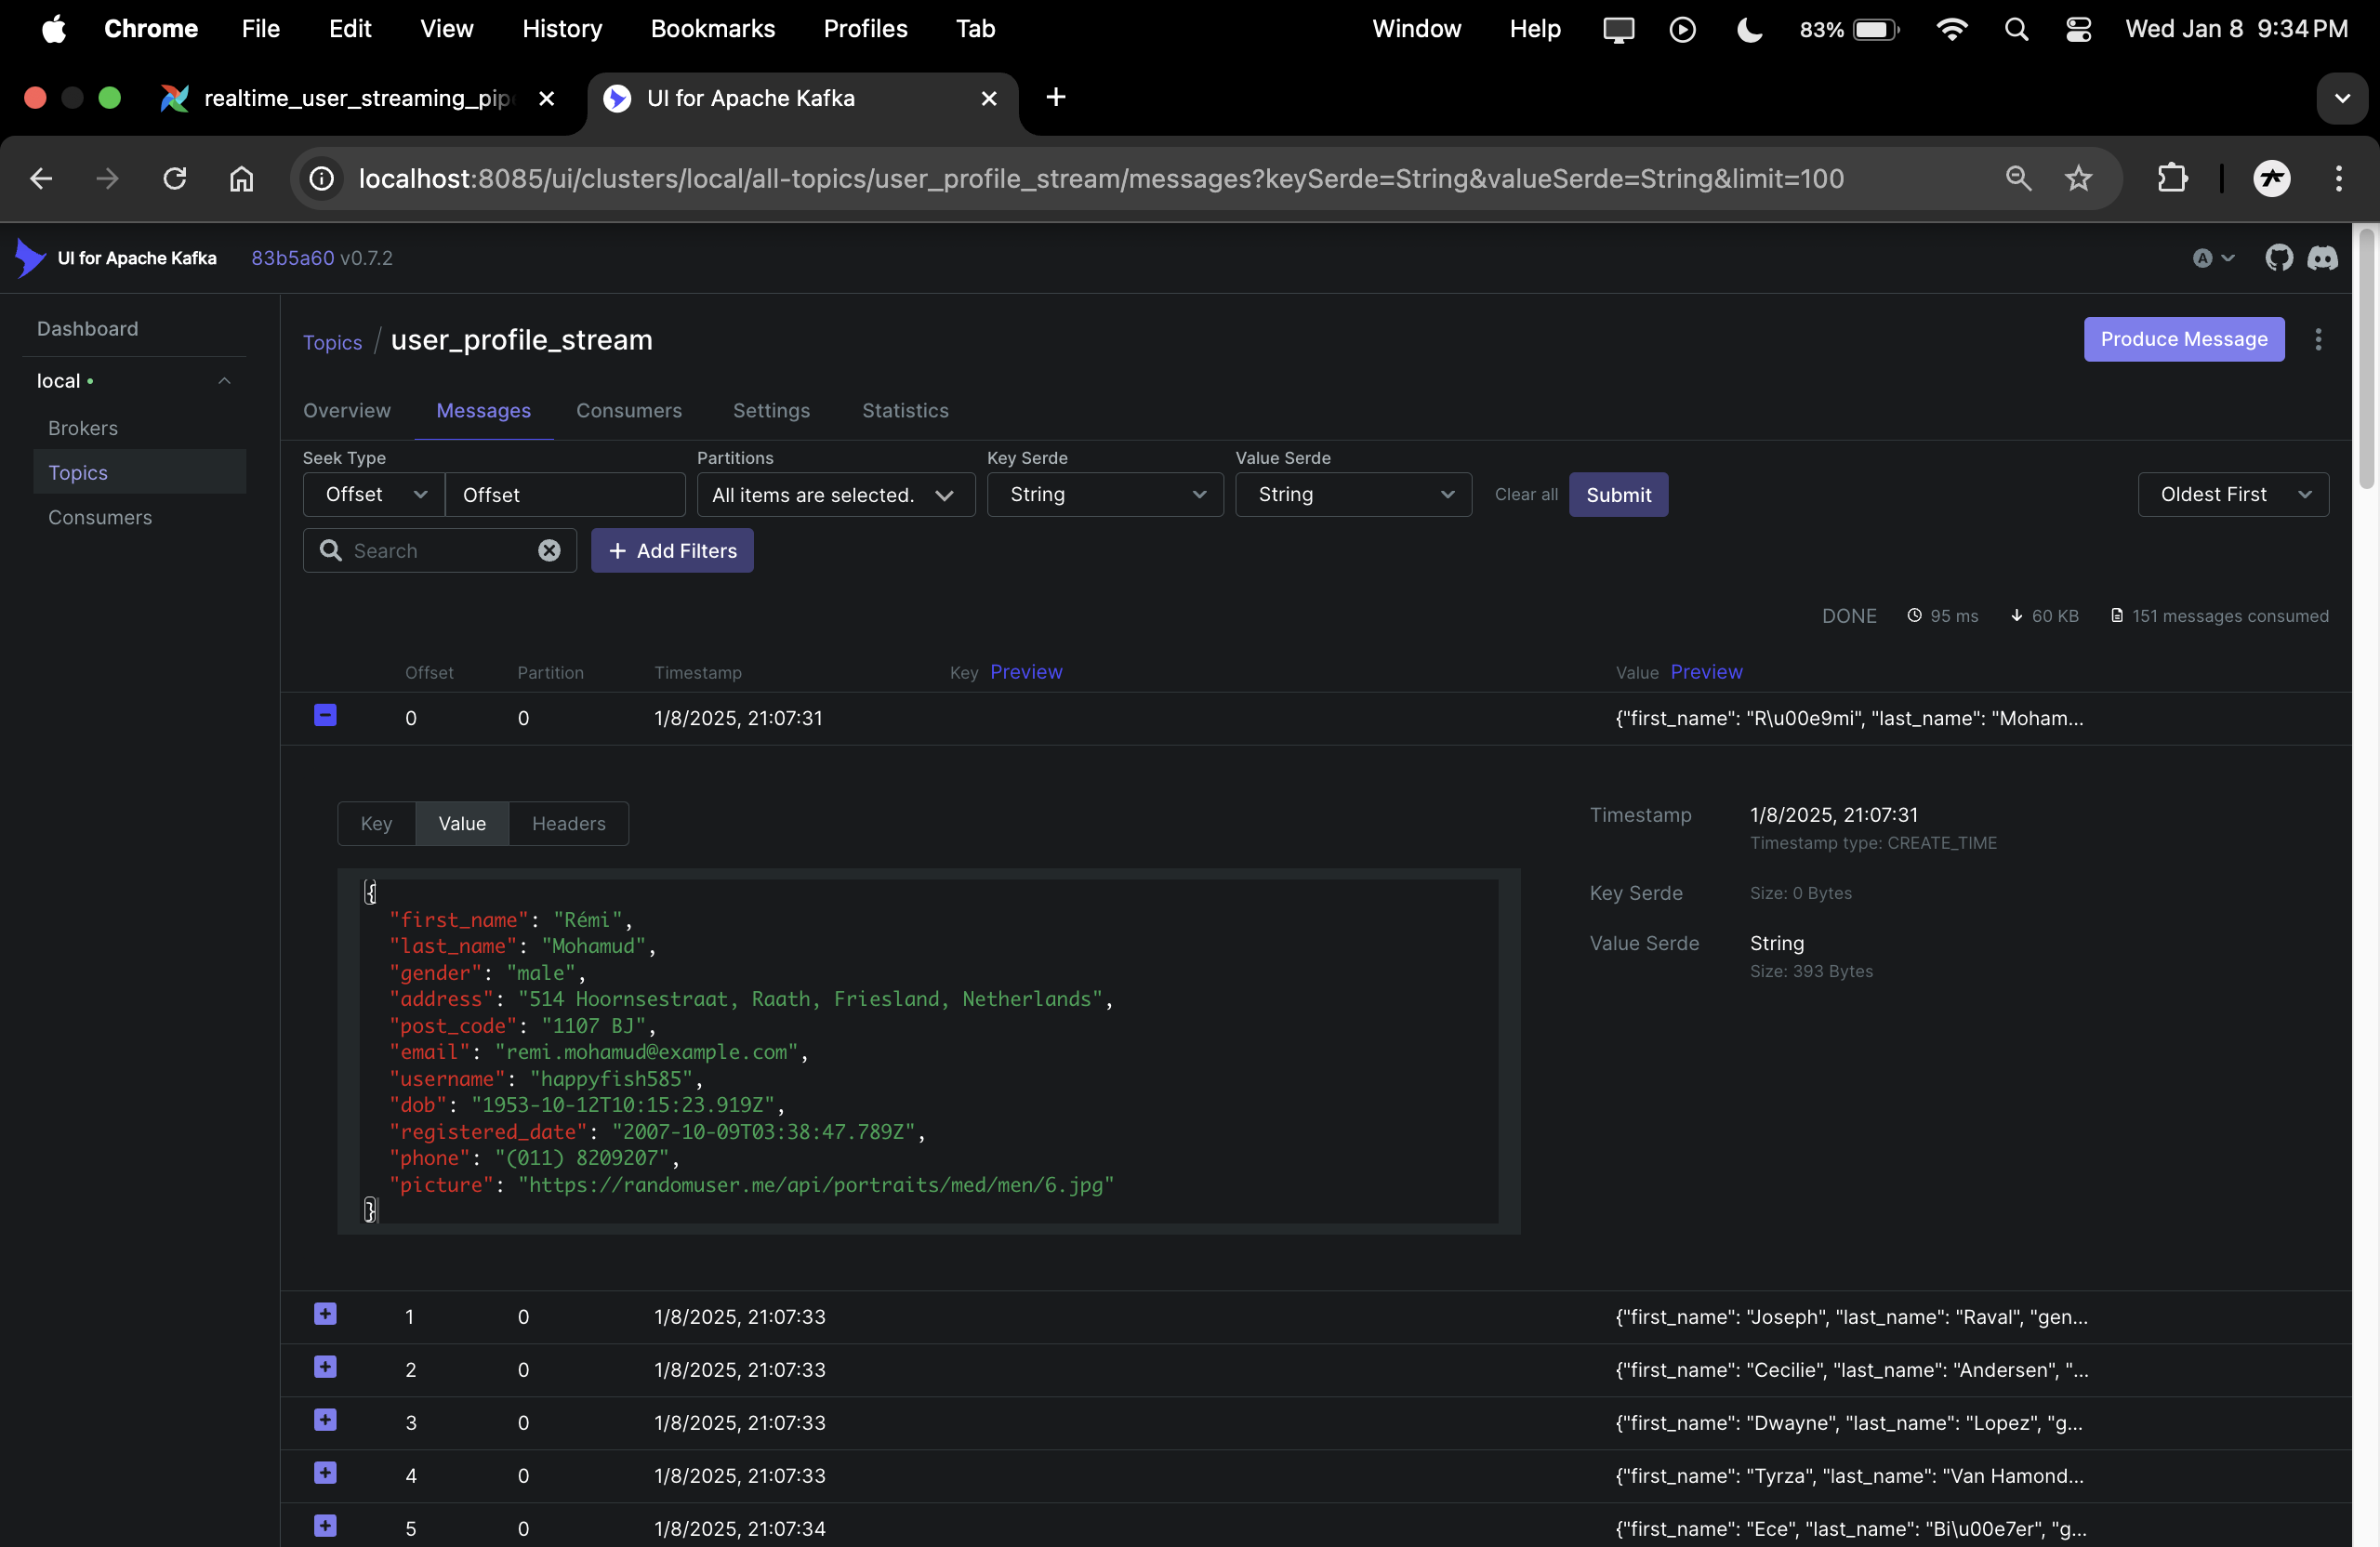 Chrome File Edit View History Bookmarks Profiles Tab Window Help 83% Wed Jan 8 9:34 PM
realtime_user_streaming_pip UI for Apache Kafka
localhost:8085/ui/clusters/local/all-topics/user_profile_stream/messages?keySerde=String&valueSerde=String&limit=100
UI for Apache Kafka 83b5a60 v0.7.2 A
Dashboard
local
Brokers
Topics
Consumers
Topics / user_profile_stream Produce Message
Overview Messages Consumers Settings Statistics
Seek Type Partitions Key Serde Value Serde
Offset Offset All items are selected. String String Clear all Submit Oldest First
Search + Add Filters
DONE 95 ms 60 KB 151 messages consumed
Offset Partition Timestamp Key Preview Value Preview
0 0 1/8/2025, 21:07:31 {"first_name": "R\u00e9mi", "last_name": "Moham...
Key Value Headers
{
"first_name": "Rémi",
"last_name": "Mohamud",
"gender": "male",
"address": "514 Hoornsestraat, Raath, Friesland, Netherlands",
"post_code": "1107 BJ",
"email": "remi.mohamud@example.com",
"username": "happyfish585",
"dob": "1953-10-12T10:15:23.919Z",
"registered_date": "2007-10-09T03:38:47.789Z",
"phone": "(011) 8209207",
"picture": "https://randomuser.me/api/portraits/med/men/6.jpg"
}
Timestamp 1/8/2025, 21:07:31
Timestamp type: CREATE_TIME
Key Serde Size: 0 Bytes
Value Serde String
Size: 393 Bytes
1 0 1/8/2025, 21:07:33 {"first_name": "Joseph", "last_name": "Raval", "gen...
2 0 1/8/2025, 21:07:33 {"first_name": "Cecilie", "last_name": "Andersen", "...
3 0 1/8/2025, 21:07:33 {"first_name": "Dwayne", "last_name": "Lopez", "g...
4 0 1/8/2025, 21:07:33 {"first_name": "Tyrza", "last_name": "Van Hamond...
5 0 1/8/2025, 21:07:34 {"first_name": "Ece", "last_name": "Bi\u00e7er", "g...